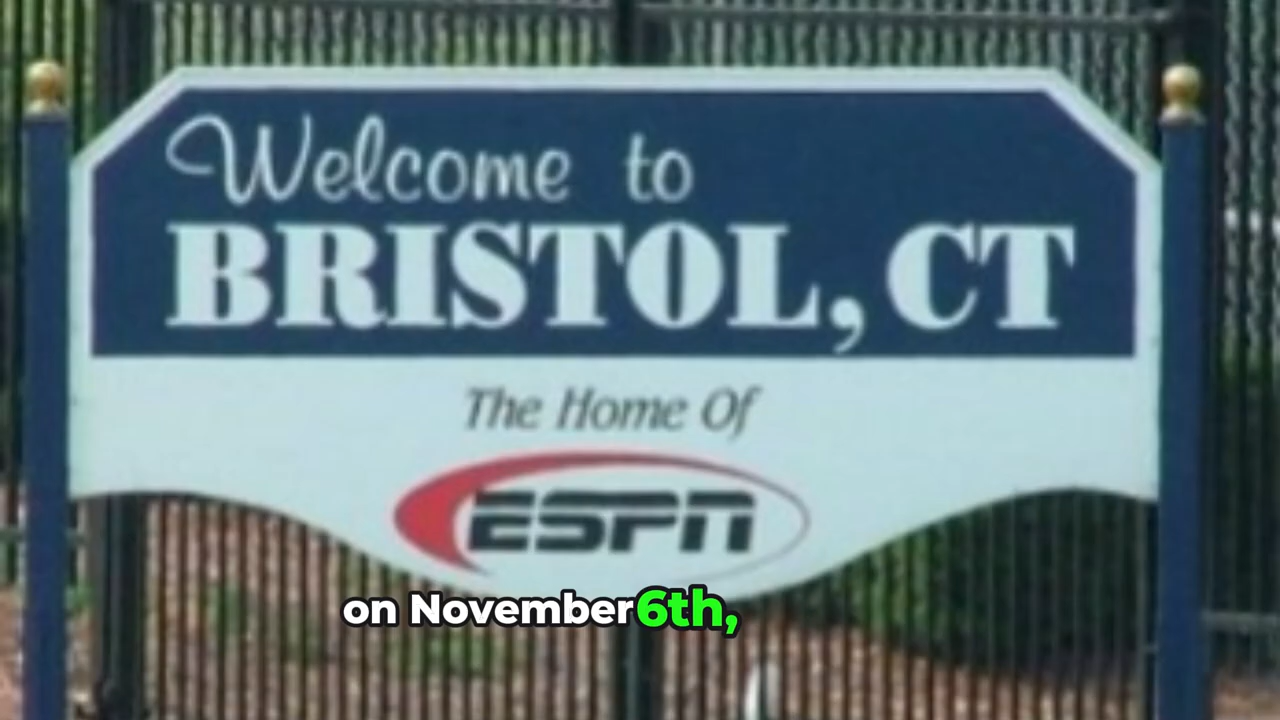 Welcome to
BRISTOL, CT
The Home Of
ESPN
on November 6th,